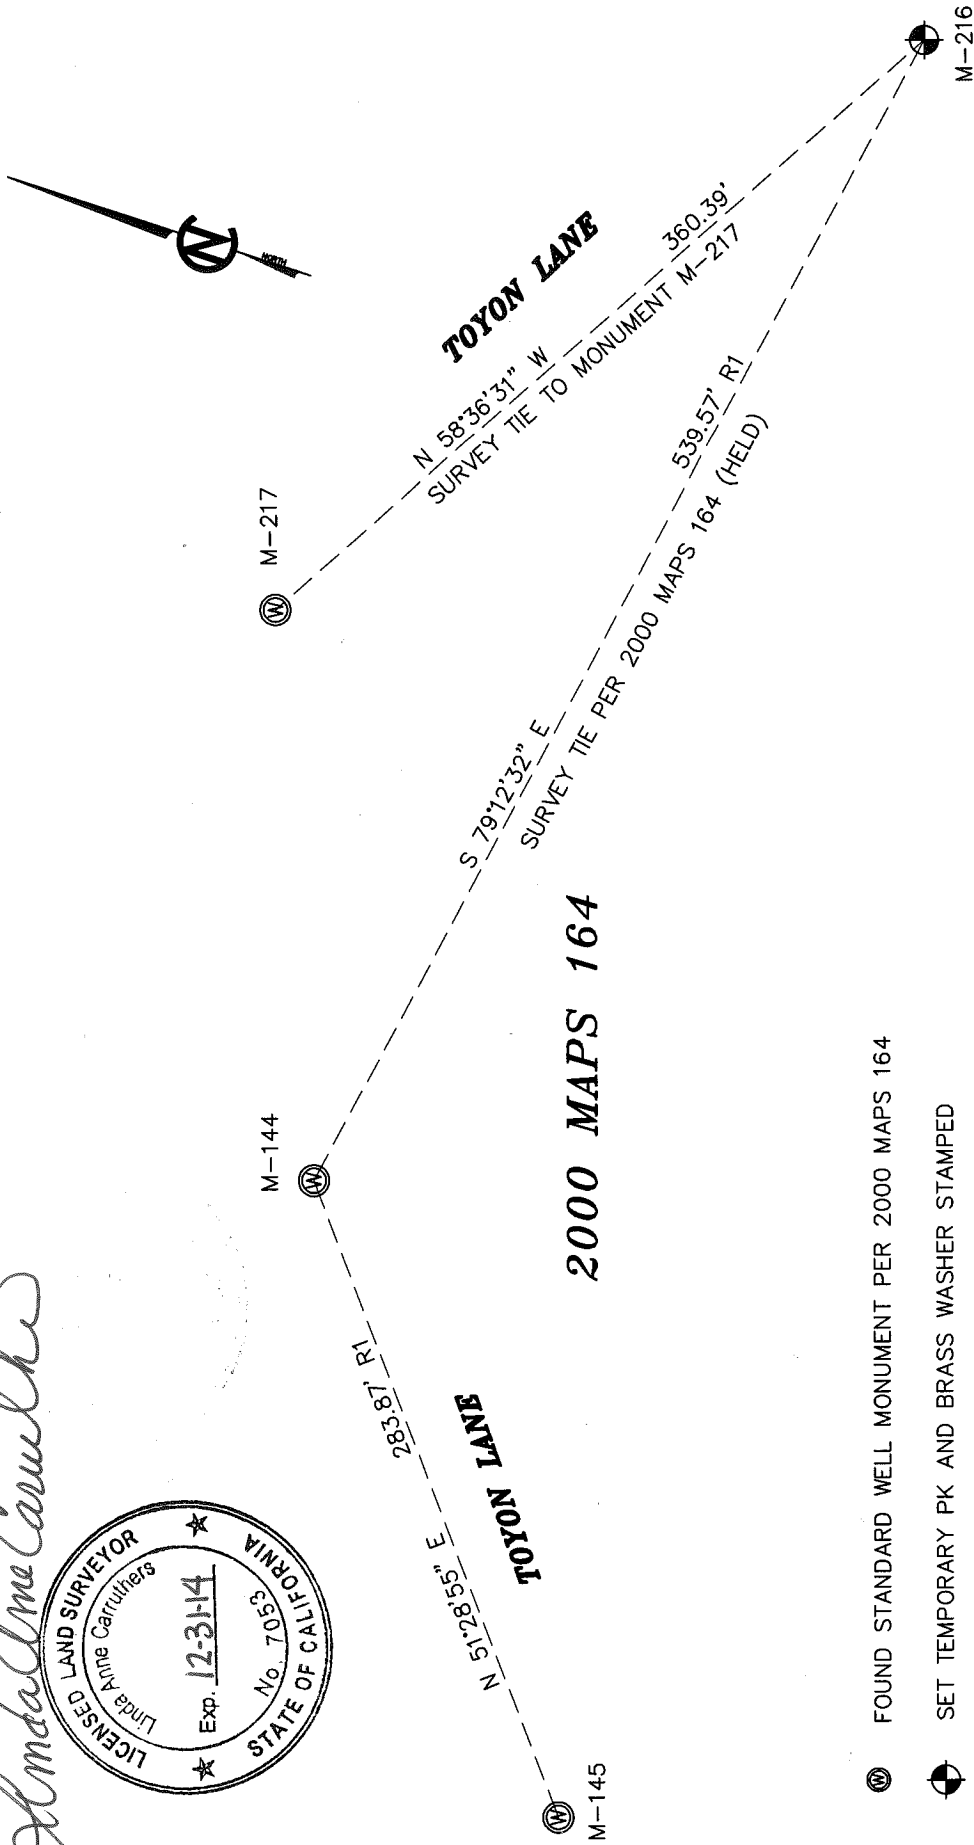 Linda Anne Carruthers
LICENSED LAND SURVEYOR
Linda Anne Carruthers
Exp. 12-31-14
No. 7053
STATE OF CALIFORNIA
N
NORTH
M-145
N 51°28'55" E
283.87' R1
TOYON LANE
M-144
S 79°12'32" E
539.57' R1
SURVEY TIE PER 2000 MAPS 164 (HELD)
M-217
N 58°36'31" W
360.39'
SURVEY TIE TO MONUMENT M-217
TOYON LANE
M-216
2000 MAPS 164
W FOUND STANDARD WELL MONUMENT PER 2000 MAPS 164
SET TEMPORARY PK AND BRASS WASHER STAMPED
W
W
W